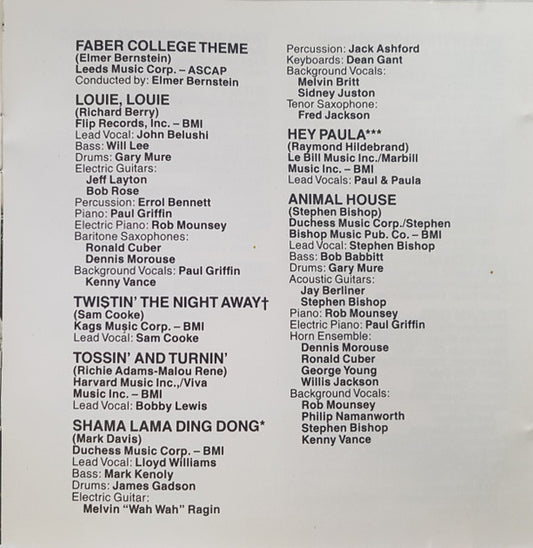 FABER COLLEGE THEME
(Elmer Bernstein)
Leeds Music Corp. – ASCAP
Conducted by: Elmer Bernstein
LOUIE, LOUIE
(Richard Berry)
Flip Records, Inc. – BMI
Lead Vocal: John Belushi
Bass: Will Lee
Drums: Gary Mure
Electric Guitars:
Jeff Layton
Bob Rose
Percussion: Errol Bennett
Piano: Paul Griffin
Electric Piano: Rob Mounsey
Baritone Saxophones:
Ronald Cuber
Dennis Morouse
Background Vocals: Paul Griffin
Kenny Vance
TWISTIN' THE NIGHT AWAY†
(Sam Cooke)
Kags Music Corp. – BMI
Lead Vocal: Sam Cooke
TOSSIN' AND TURNIN'
(Richie Adams-Malou Rene)
Harvard Music Inc.,/Viva
Music Inc. – BMI
Lead Vocal: Bobby Lewis
SHAMA LAMA DING DONG*
(Mark Davis)
Duchess Music Corp. – BMI
Lead Vocal: Lloyd Williams
Bass: Mark Kenoly
Drums: James Gadson
Electric Guitar:
Melvin "Wah Wah" Ragin
Percussion: Jack Ashford
Keyboards: Dean Gant
Background Vocals:
Melvin Britt
Sidney Juston
Tenor Saxophone:
Fred Jackson
HEY PAULA***
(Raymond Hildebrand)
Le Bill Music Inc./Marbill
Music Inc. – BMI
Lead Vocals: Paul & Paula
ANIMAL HOUSE
(Stephen Bishop)
Duchess Music Corp./Stephen
Bishop Music Pub. Co. – BMI
Lead Vocal: Stephen Bishop
Bass: Bob Babbitt
Drums: Gary Mure
Acoustic Guitars:
Jay Berliner
Stephen Bishop
Piano: Rob Mounsey
Electric Piano: Paul Griffin
Horn Ensemble:
Dennis Morouse
Ronald Cuber
George Young
Willis Jackson
Background Vocals:
Rob Mounsey
Philip Namanworth
Stephen Bishop
Kenny Vance